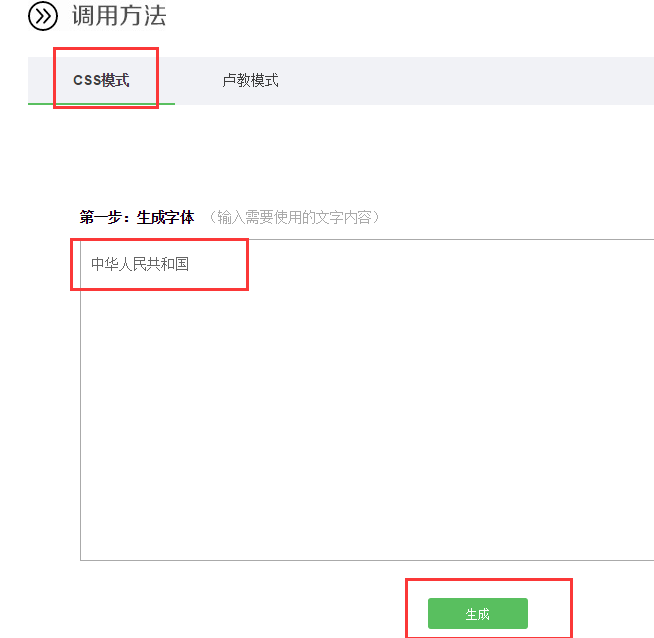 调用方法
CSS模式 卢教模式
第一步：生成字体 （输入需要使用的文字内容）
中华人民共和国
生成